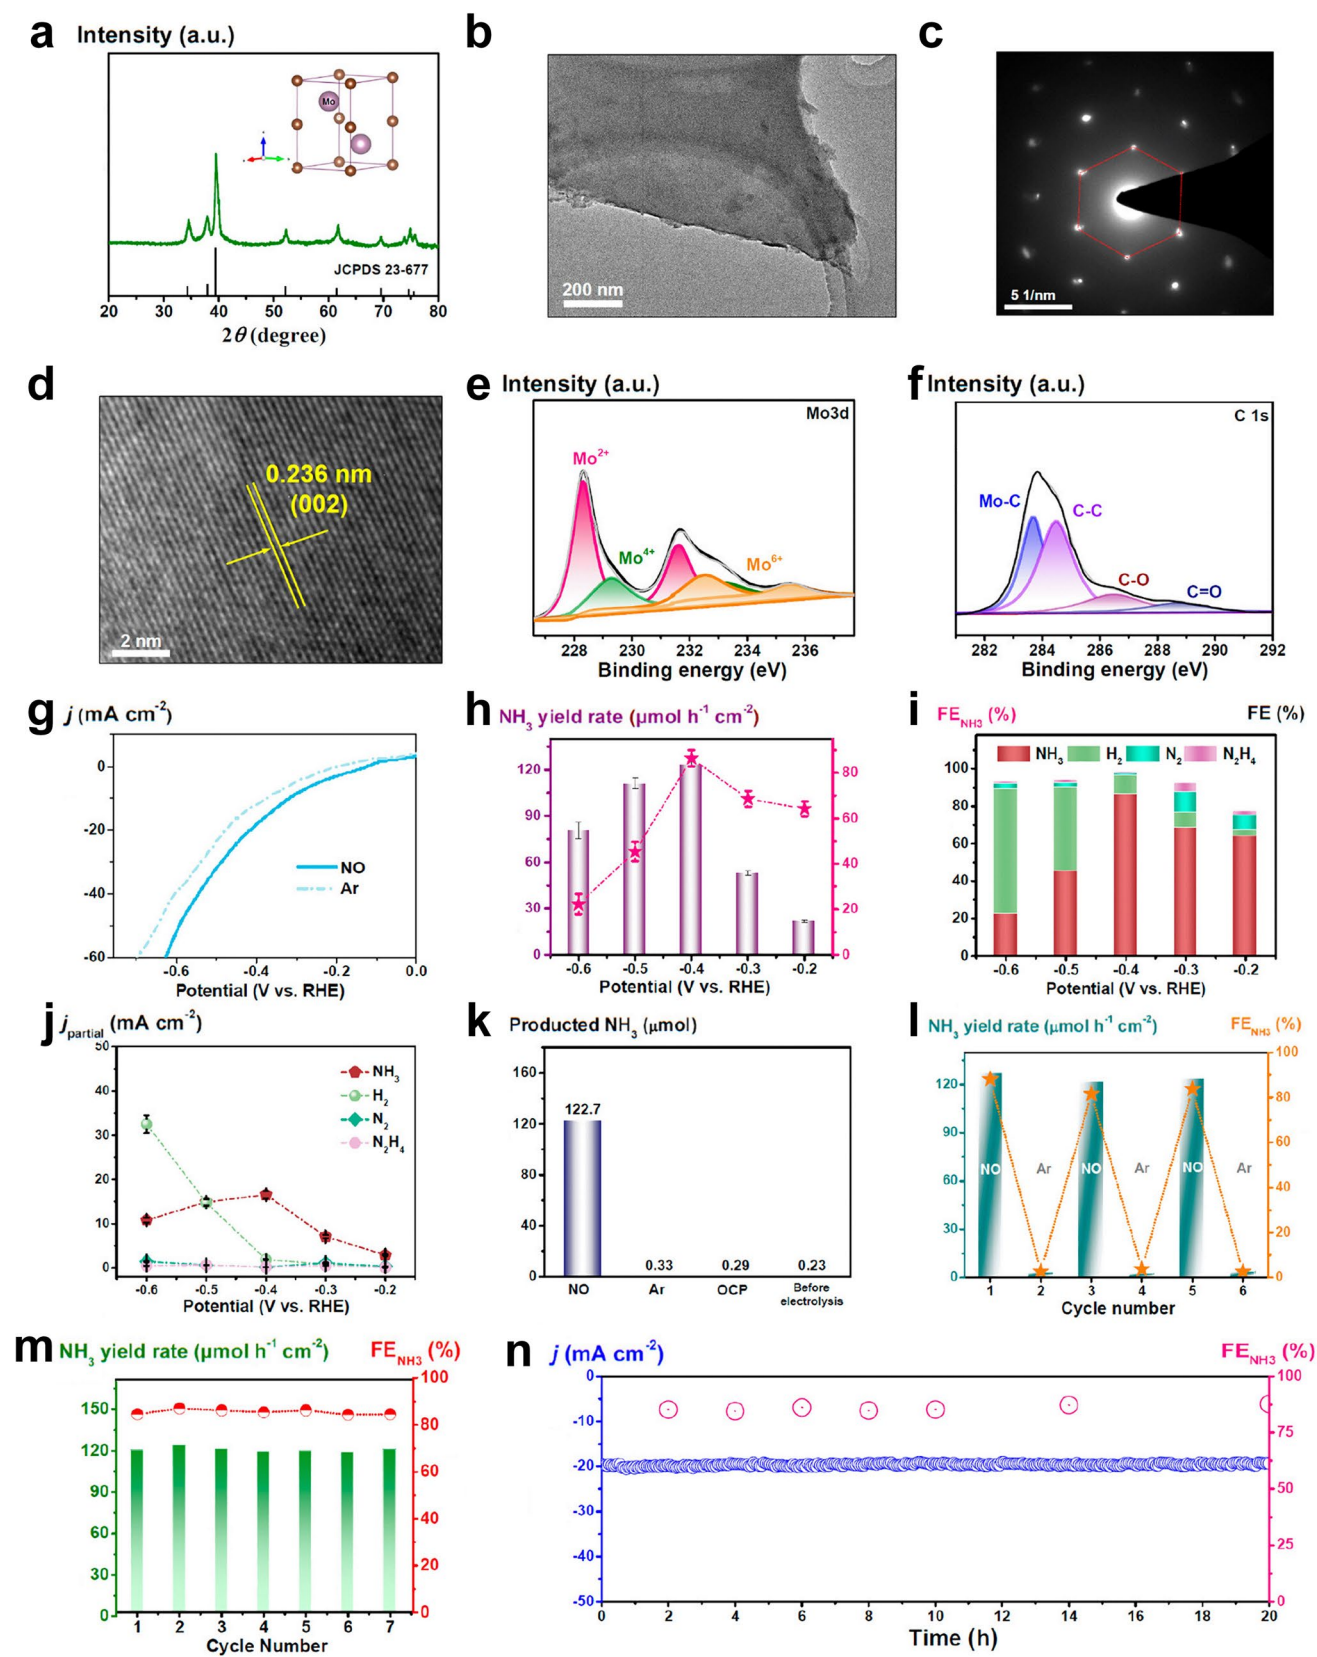 a
Intensity (a.u.)
Mo
JCPDS 23-677
20 30 40 50 60 70 80
2θ (degree)
b
200 nm
c
5 1/nm
d
0.236 nm
(002)
2 nm
e
Intensity (a.u.)
Mo3d
Mo²⁺
Mo⁴⁺
Mo⁶⁺
228 230 232 234 236
Binding energy (eV)
f
Intensity (a.u.)
C 1s
Mo-C
C-C
C-O
C=O
282 284 286 288 290 292
Binding energy (eV)
g
j (mA cm⁻²)
0
-20
-40
-60
NO
Ar
-0.6 -0.4 -0.2 0.0
Potential (V vs. RHE)
h
NH₃ yield rate (μmol h⁻¹ cm⁻²)
120
90
60
30
0
80
60
40
20
0
-0.6 -0.5 -0.4 -0.3 -0.2
Potential (V vs. RHE)
i
FE_NH3 (%)
FE (%)
NH₃ H₂ N₂ N₂H₄
100
80
60
40
20
0
-0.6 -0.5 -0.4 -0.3 -0.2
Potential (V vs. RHE)
j
j_partial (mA cm⁻²)
50
40
30
20
10
0
NH₃
H₂
N₂
N₂H₄
-0.6 -0.5 -0.4 -0.3 -0.2
Potential (V vs. RHE)
k
Producted NH₃ (μmol)
160
120
80
40
0
122.7
0.33
0.29
0.23
NO Ar OCP Before
electrolysis
l
NH₃ yield rate (μmol h⁻¹ cm⁻²)
FE_NH3 (%)
120
90
60
30
0
NO Ar NO Ar NO Ar
100
80
60
40
20
0
1 2 3 4 5 6
Cycle number
m
NH₃ yield rate (μmol h⁻¹ cm⁻²)
FE_NH3 (%)
150
120
90
60
30
0
100
80
60
40
20
0
1 2 3 4 5 6 7
Cycle Number
n
j (mA cm⁻²)
FE_NH3 (%)
0
-10
-20
-30
-40
-50
100
75
50
25
0
0 2 4 6 8 10 12 14 16 18 20
Time (h)